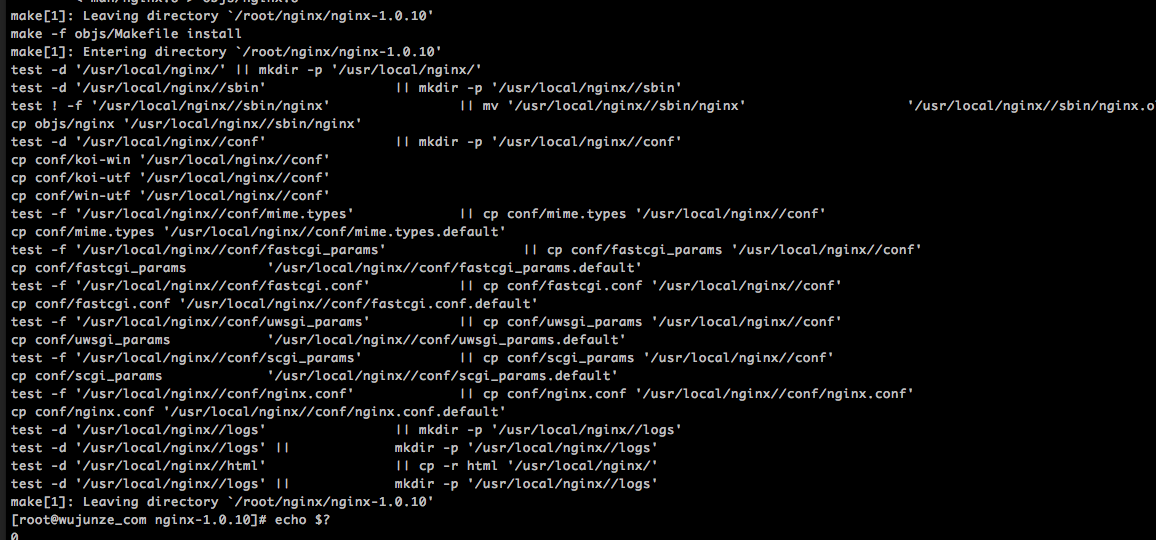 make[1]: Leaving directory `/root/nginx/nginx-1.0.10'
make -f objs/Makefile install
make[1]: Entering directory `/root/nginx/nginx-1.0.10'
test -d '/usr/local/nginx/' || mkdir -p '/usr/local/nginx/'
test -d '/usr/local/nginx//sbin'                || mkdir -p '/usr/local/nginx//sbin'
test ! -f '/usr/local/nginx//sbin/nginx'                || mv '/usr/local/nginx//sbin/nginx'                    '/usr/local/nginx//sbin/nginx.o
cp objs/nginx '/usr/local/nginx//sbin/nginx'
test -d '/usr/local/nginx//conf'                || mkdir -p '/usr/local/nginx//conf'
cp conf/koi-win '/usr/local/nginx//conf'
cp conf/koi-utf '/usr/local/nginx//conf'
cp conf/win-utf '/usr/local/nginx//conf'
test -f '/usr/local/nginx//conf/mime.types'             || cp conf/mime.types '/usr/local/nginx//conf'
cp conf/mime.types '/usr/local/nginx//conf/mime.types.default'
test -f '/usr/local/nginx//conf/fastcgi_params'                 || cp conf/fastcgi_params '/usr/local/nginx//conf'
cp conf/fastcgi_params          '/usr/local/nginx//conf/fastcgi_params.default'
test -f '/usr/local/nginx//conf/fastcgi.conf'           || cp conf/fastcgi.conf '/usr/local/nginx//conf'
cp conf/fastcgi.conf '/usr/local/nginx//conf/fastcgi.conf.default'
test -f '/usr/local/nginx//conf/uwsgi_params'           || cp conf/uwsgi_params '/usr/local/nginx//conf'
cp conf/uwsgi_params            '/usr/local/nginx//conf/uwsgi_params.default'
test -f '/usr/local/nginx//conf/scgi_params'            || cp conf/scgi_params '/usr/local/nginx//conf'
cp conf/scgi_params             '/usr/local/nginx//conf/scgi_params.default'
test -f '/usr/local/nginx//conf/nginx.conf'             || cp conf/nginx.conf '/usr/local/nginx//conf/nginx.conf'
cp conf/nginx.conf '/usr/local/nginx//conf/nginx.conf.default'
test -d '/usr/local/nginx//logs'                || mkdir -p '/usr/local/nginx//logs'
test -d '/usr/local/nginx//logs' ||             mkdir -p '/usr/local/nginx//logs'
test -d '/usr/local/nginx//html'                || cp -r html '/usr/local/nginx/'
test -d '/usr/local/nginx//logs' ||             mkdir -p '/usr/local/nginx//logs'
make[1]: Leaving directory `/root/nginx/nginx-1.0.10'
[root@wujunze_com nginx-1.0.10]# echo $?
0